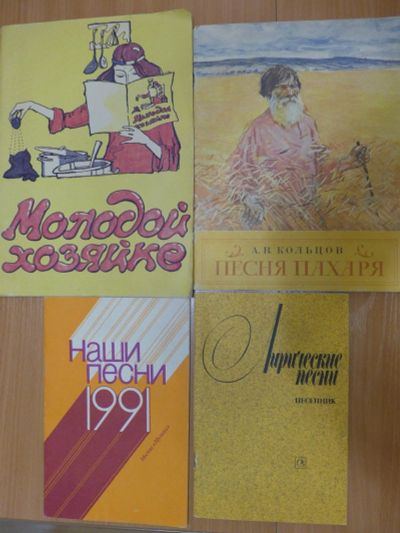 Молодой
хозяйке
А. В. КОЛЬЦОВ
ПЕСНЯ ПАХАРЯ
наши
песни
1991
Лирические
песни
ПЕСЕННИК